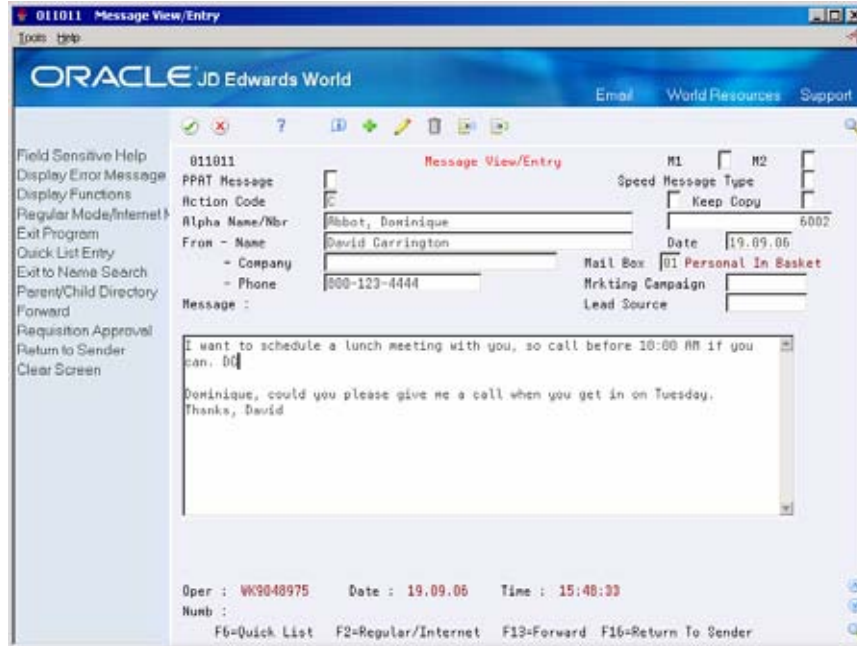 011011 Message View/Entry
Tools Help
ORACLE JD Edwards World
Email World Resources Support
?
Field Sensitive Help
Display Error Message
Display Functions
Regular Mode/Internet M
Exit Program
Quick List Entry
Exit to Name Search
Parent/Child Directory
Forward
Requisition Approval
Return to Sender
Clear Screen
011011 Message View/Entry M1 M2
PPAT Message Speed Message Type
Action Code C Keep Copy
Alpha Name/Nbr Abbot, Dominique 6002
From - Name David Carrington Date 19.09.06
- Company Mail Box 01 Personal In Basket
- Phone 800-123-4444 Mrkting Campaign
Message : Lead Source
I want to schedule a lunch meeting with you, so call before 10:00 AM if you
can. DC
Dominique, could you please give me a call when you get in on Tuesday.
Thanks, David
Oper : WK9048975 Date : 19.09.06 Time : 15:48:33
Numb :
F6=Quick List F2=Regular/Internet F13=Forward F16=Return To Sender